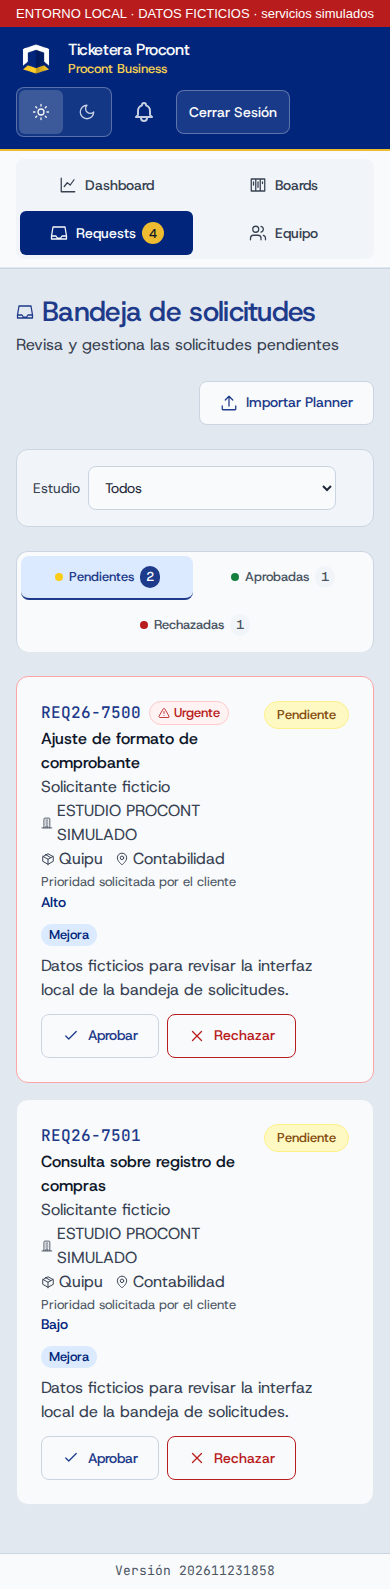 ENTORNO LOCAL · DATOS FICTICIOS · servicios simulados
Ticketera Procont
Procont Business
Cerrar Sesión
Dashboard
Boards
Requests 4
Equipo
Bandeja de solicitudes
Revisa y gestiona las solicitudes pendientes
Importar Planner
Estudio Todos
Pendientes 2
Aprobadas 1
Rechazadas 1
REQ26-7500 Urgente Pendiente
Ajuste de formato de
comprobante
Solicitante ficticio
ESTUDIO PROCONT
SIMULADO
Quipu Contabilidad
Prioridad solicitada por el cliente
Alto
Mejora
Datos ficticios para revisar la interfaz
local de la bandeja de solicitudes.
Aprobar Rechazar
REQ26-7501 Pendiente
Consulta sobre registro de
compras
Solicitante ficticio
ESTUDIO PROCONT
SIMULADO
Quipu Contabilidad
Prioridad solicitada por el cliente
Bajo
Mejora
Datos ficticios para revisar la interfaz
local de la bandeja de solicitudes.
Aprobar Rechazar
Versión 202611231858